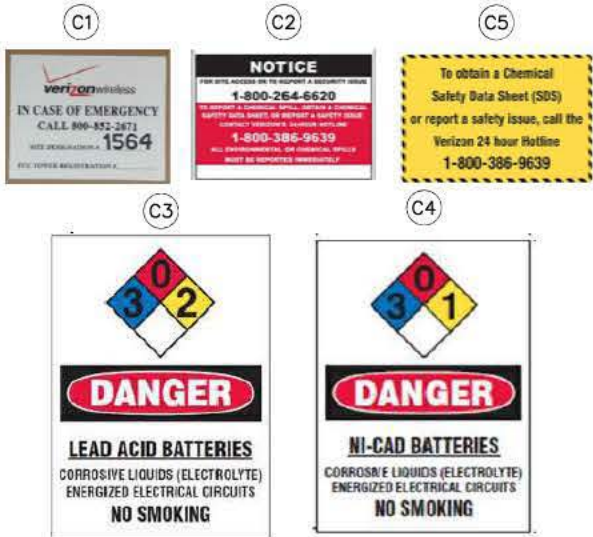 C1
C2
C5
verizonwireless
IN CASE OF EMERGENCY
CALL 800-852-2671
SITE DESIGNATION # 1564
FCC TOWER REGISTRATION #
NOTICE
FOR SITE ACCESS OR TO REPORT A SECURITY ISSUE
1-800-264-6620
TO REPORT A CHEMICAL SPILL, OBTAIN A CHEMICAL
SAFETY DATA SHEET, OR REPORT A SAFETY ISSUE
CONTACT VERIZON'S 24-HOUR HOTLINE
1-800-386-9639
ALL ENVIRONMENTAL OR CHEMICAL SPILLS
MUST BE REPORTED IMMEDIATELY
To obtain a Chemical
Safety Data Sheet (SDS)
or report a safety issue, call the
Verizon 24 hour Hotline
1-800-386-9639
C3
C4
0
3 2
DANGER
LEAD ACID BATTERIES
CORROSIVE LIQUIDS (ELECTROLYTE)
ENERGIZED ELECTRICAL CIRCUITS
NO SMOKING
0
3 1
DANGER
NI-CAD BATTERIES
CORROSIVE LIQUIDS (ELECTROLYTE)
ENERGIZED ELECTRICAL CIRCUITS
NO SMOKING